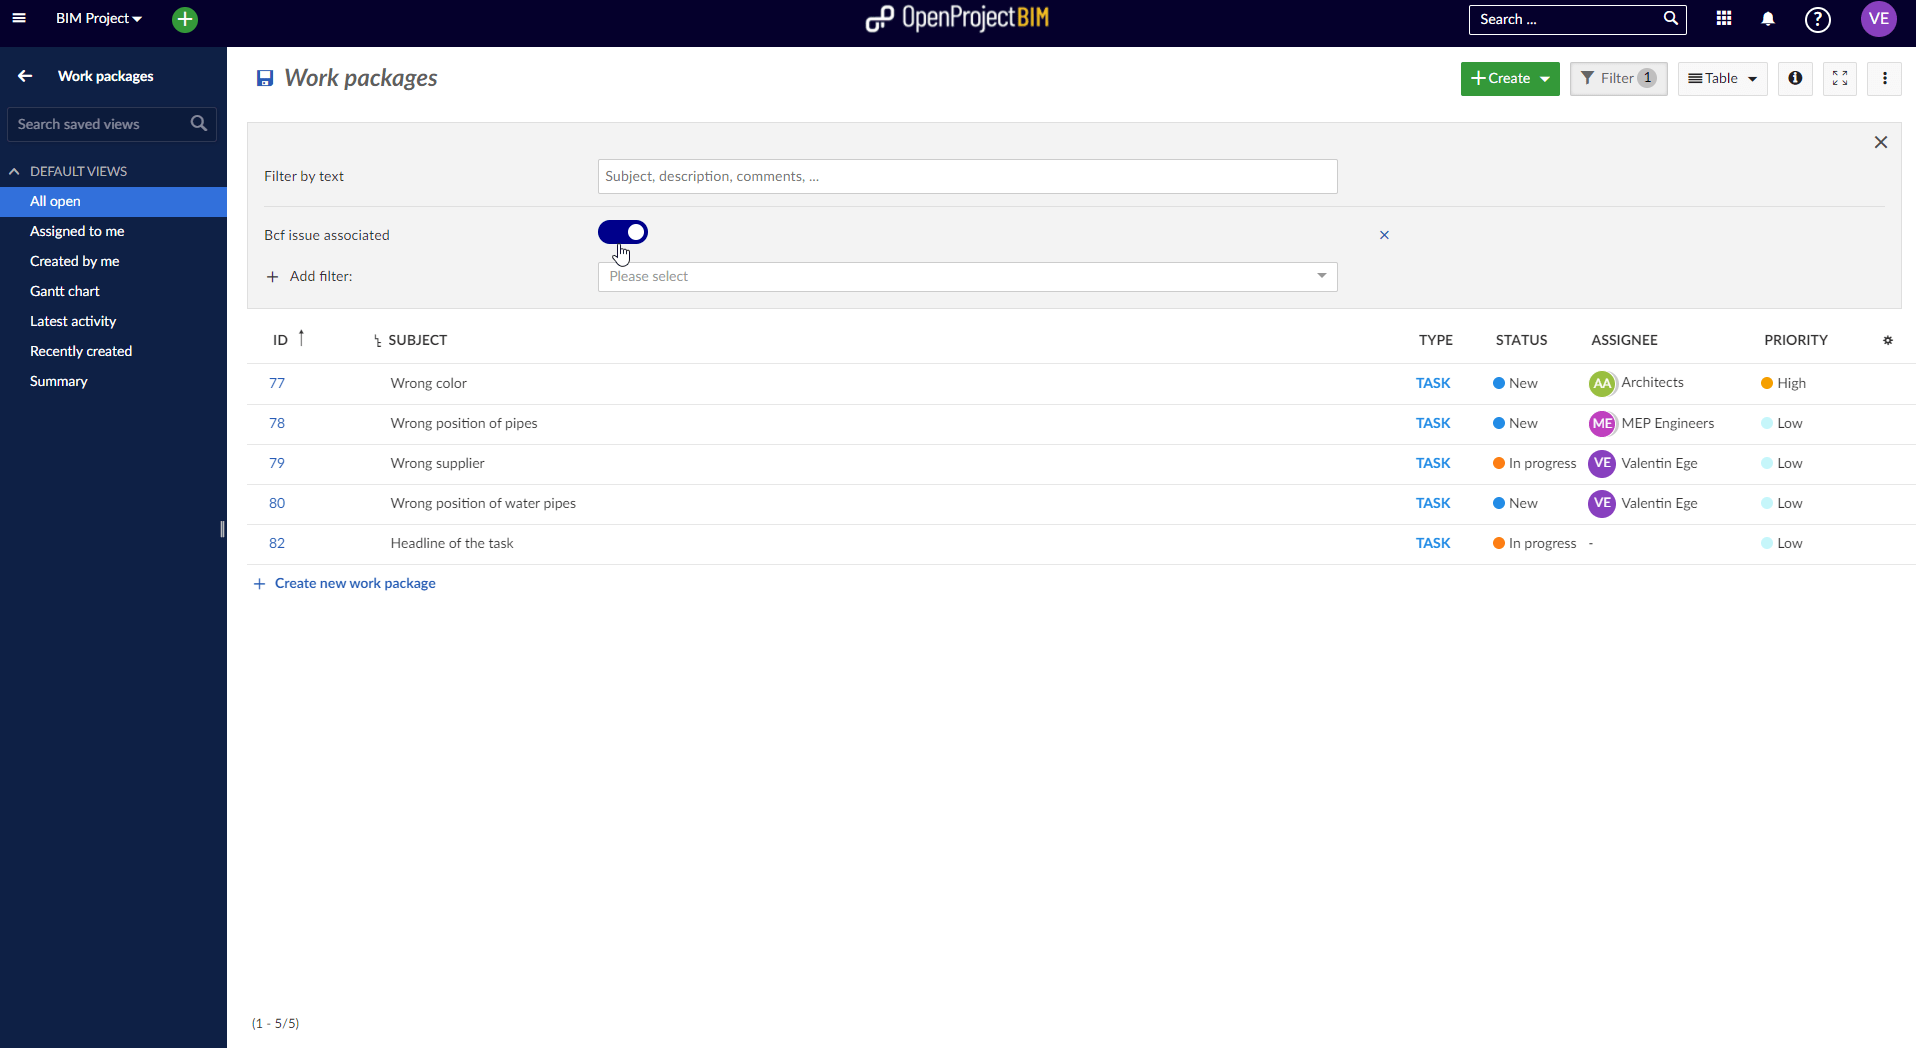 BIM Project
OpenProjectBIM
Search ...
?
VE
Work packages
Search saved views
DEFAULT VIEWS
All open
Assigned to me
Created by me
Gantt chart
Latest activity
Recently created
Summary
Work packages
Create
Filter 1
Table
Filter by text
Subject, description, comments, ...
Bcf issue associated
Add filter:
Please select
ID SUBJECT TYPE STATUS ASSIGNEE PRIORITY
77 Wrong color TASK New AA Architects High
78 Wrong position of pipes TASK New ME MEP Engineers Low
79 Wrong supplier TASK In progress VE Valentin Ege Low
80 Wrong position of water pipes TASK New VE Valentin Ege Low
82 Headline of the task TASK In progress - Low
+ Create new work package
(1 - 5/5)